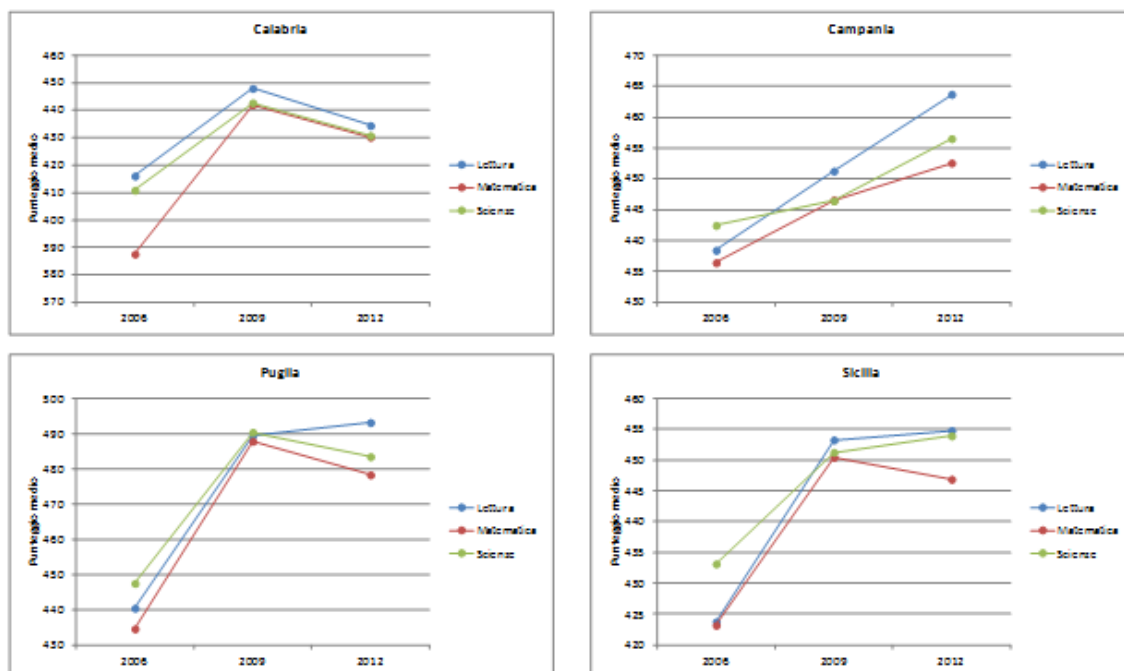 Calabria
460
450
440
430
420
410
400
390
380
370
Punteggio medio
2006
2009
2012
Lettura
Matematica
Scienze
Campania
470
465
460
455
450
445
440
435
430
Punteggio medio
2006
2009
2012
Lettura
Matematica
Scienze
Puglia
500
490
480
470
460
450
440
430
Punteggio medio
2006
2009
2012
Lettura
Matematica
Scienze
Sicilia
460
455
450
445
440
435
430
425
420
Punteggio medio
2006
2009
2012
Lettura
Matematica
Scienze